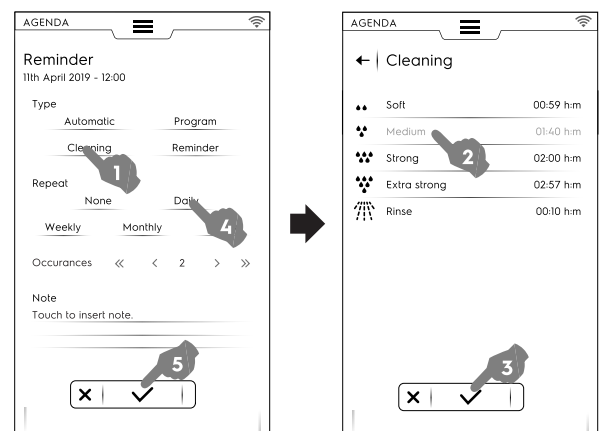 AGENDA
Reminder
11th April 2019 - 12:00
Type
Automatic Program
Cleaning Reminder
1
Repeat
None Daily
4
Weekly Monthly
Occurances << < 2 > >>
Note
Touch to insert note.
5
AGENDA
Cleaning
Soft 00:59 h:m
Medium 01:40 h:m
2
Strong 02:00 h:m
Extra strong 02:57 h:m
Rinse 00:10 h:m
3